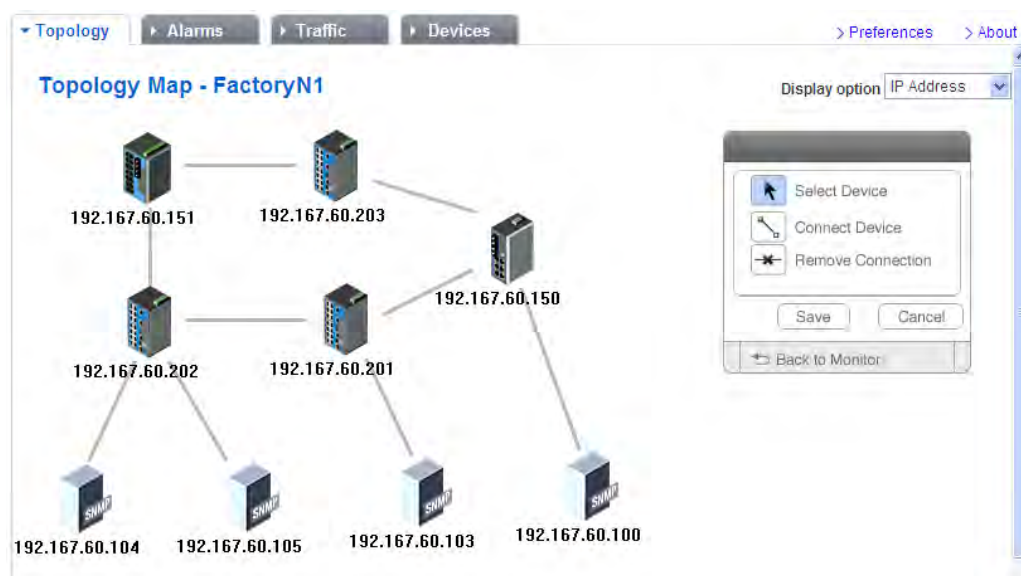 Topology
Alarms
Traffic
Devices
> Preferences
> About
Topology Map - FactoryN1
Display option IP Address
192.167.60.151
192.167.60.203
192.167.60.150
192.167.60.202
192.167.60.201
SNMP
SNMP
SNMP
SNMP
192.167.60.104
192.167.60.105
192.167.60.103
192.167.60.100
Select Device
Connect Device
Remove Connection
Save
Cancel
Back to Monitor